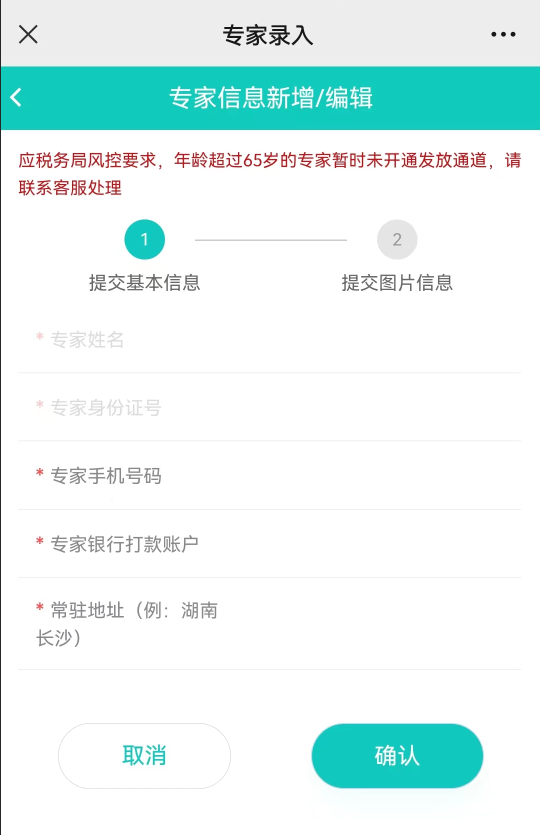 专家录入
专家信息新增/编辑
应税务局风控要求，年龄超过65岁的专家暂时未开通发放通道，请
联系客服处理
1
2
提交基本信息
提交图片信息
* 专家姓名
* 专家身份证号
* 专家手机号码
* 专家银行打款账户
* 常驻地址（例：湖南
长沙）
取消
确认